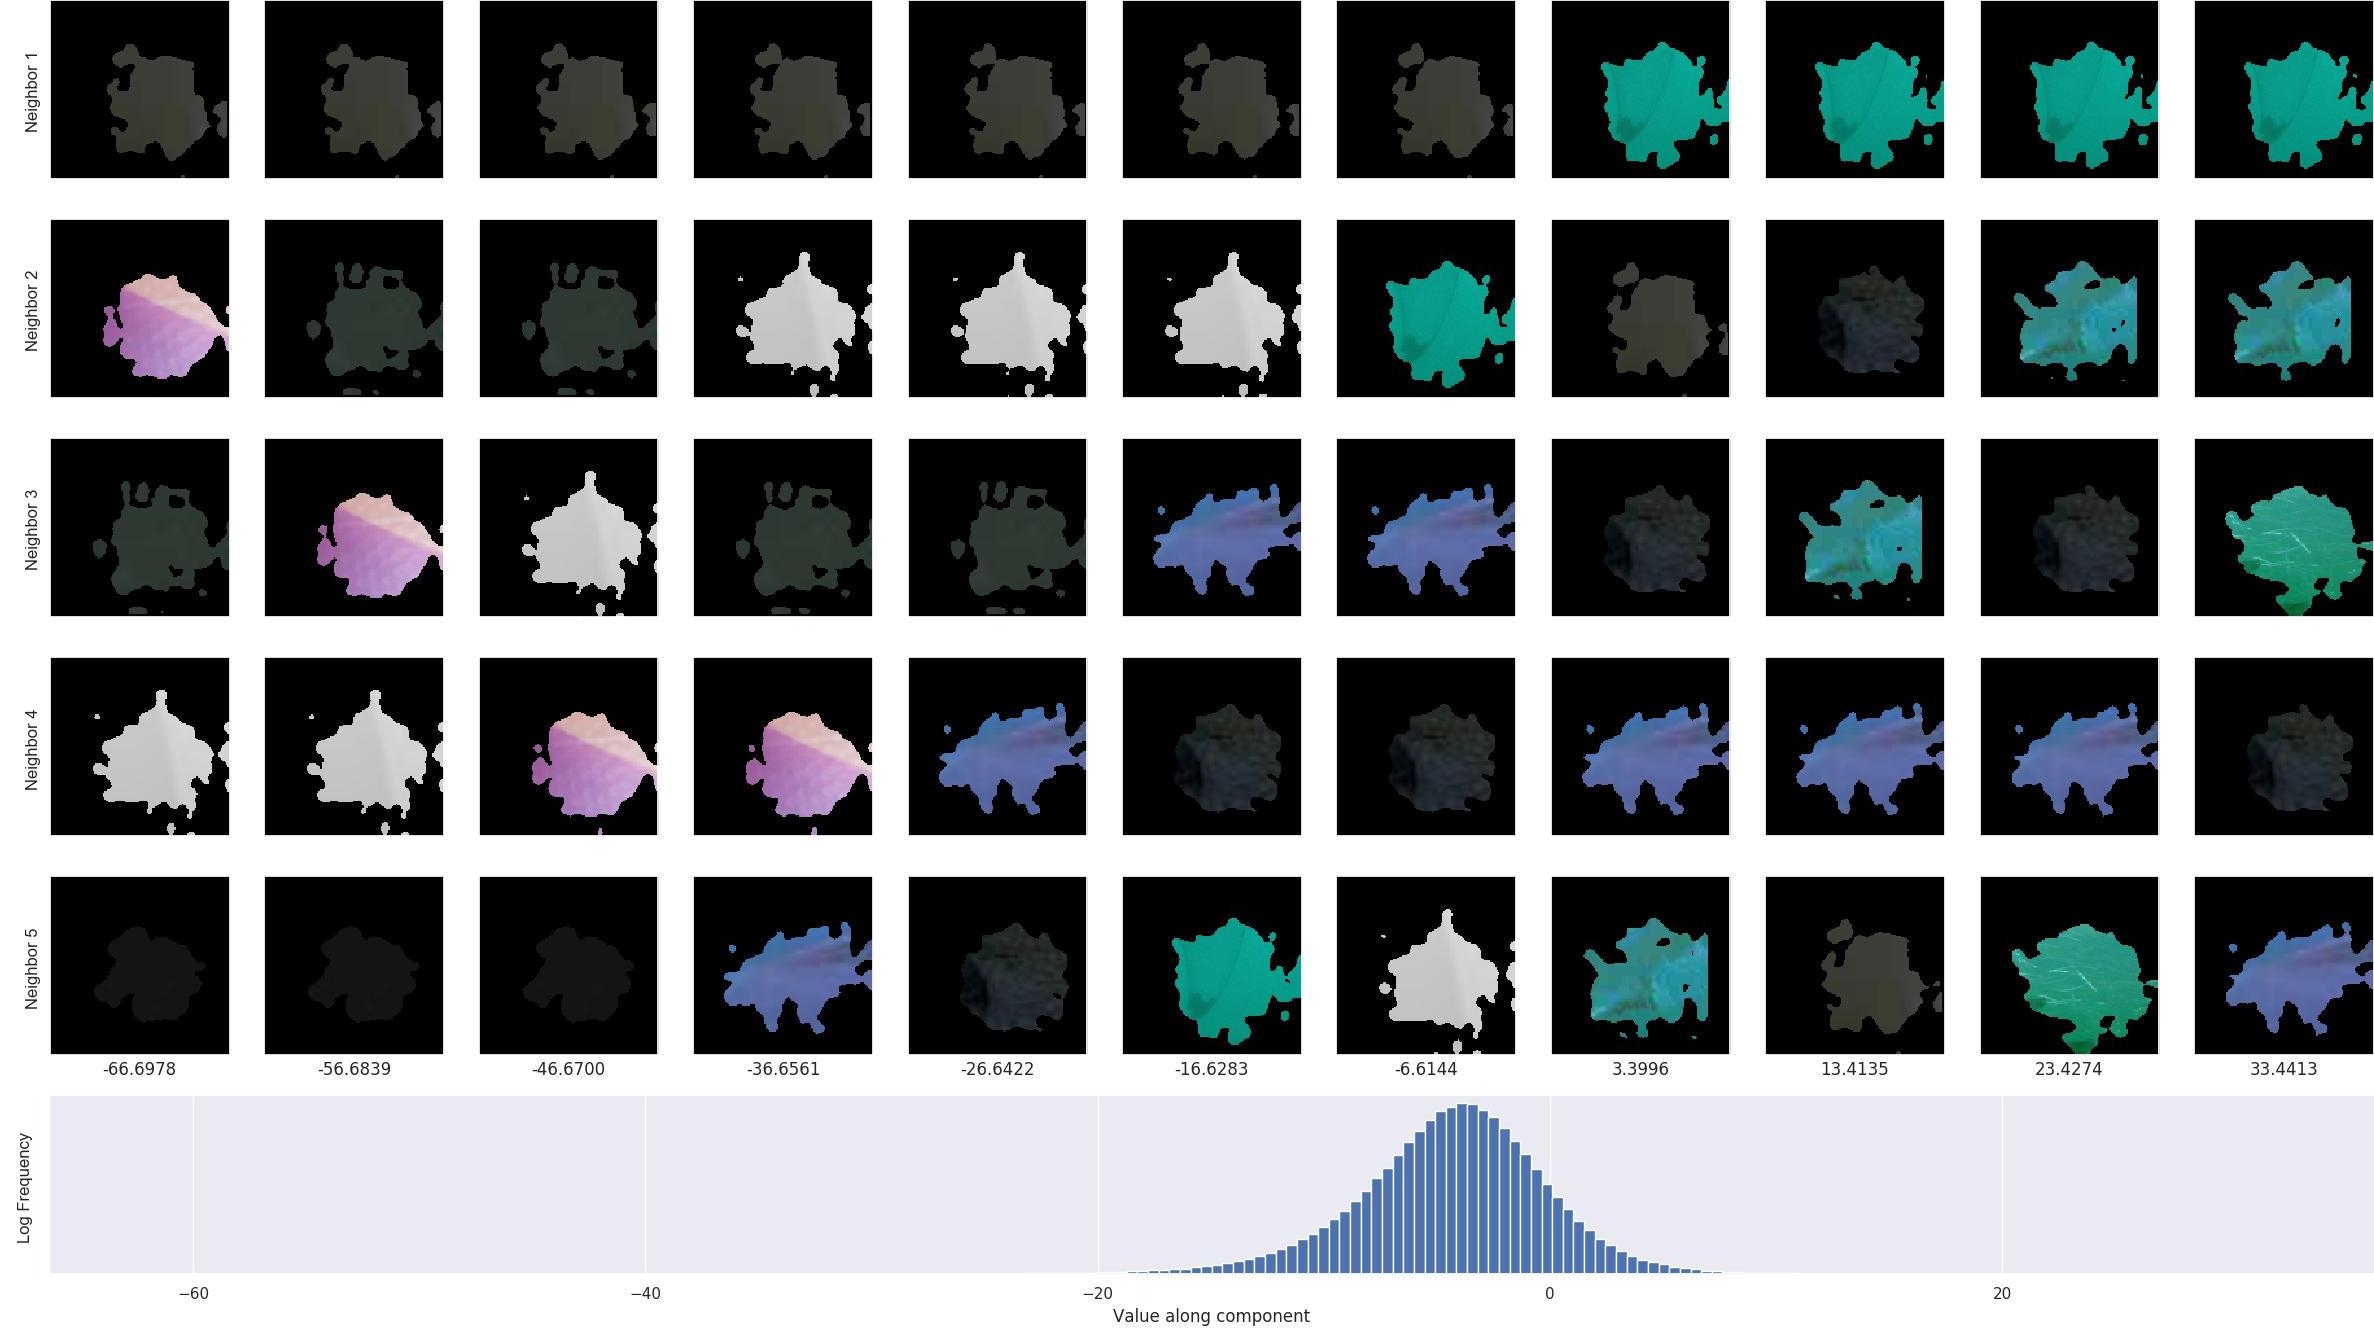 Neighbor 1
Neighbor 2
Neighbor 3
Neighbor 4
Neighbor 5
-66.6978 -56.6839 -46.6700 -36.6561 -26.6422 -16.6283 -6.6144 3.3996 13.4135 23.4274 33.4413
Log Frequency
−60 −40 −20 0 20
Value along component